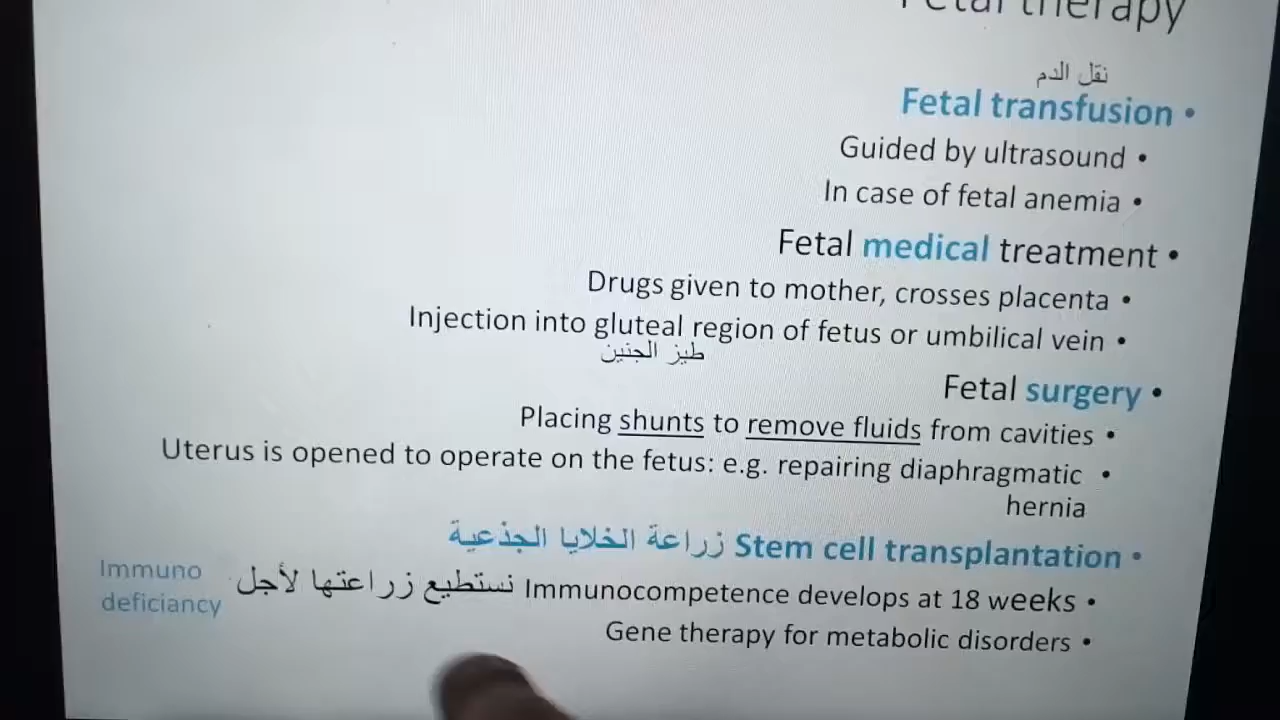 Fetal therapy
نقل الدم
• Fetal transfusion
• Guided by ultrasound
• In case of fetal anemia
• Fetal medical treatment
• Drugs given to mother, crosses placenta
• Injection into gluteal region of fetus or umbilical vein
طيز الجنين
• Fetal surgery
• Placing shunts to remove fluids from cavities
• Uterus is opened to operate on the fetus: e.g. repairing diaphragmatic
hernia
• Stem cell transplantation زراعة الخلايا الجذعية
• Immunocompetence develops at 18 weeks نستطيع زراعتها لأجل
Immuno
deficiancy
• Gene therapy for metabolic disorders